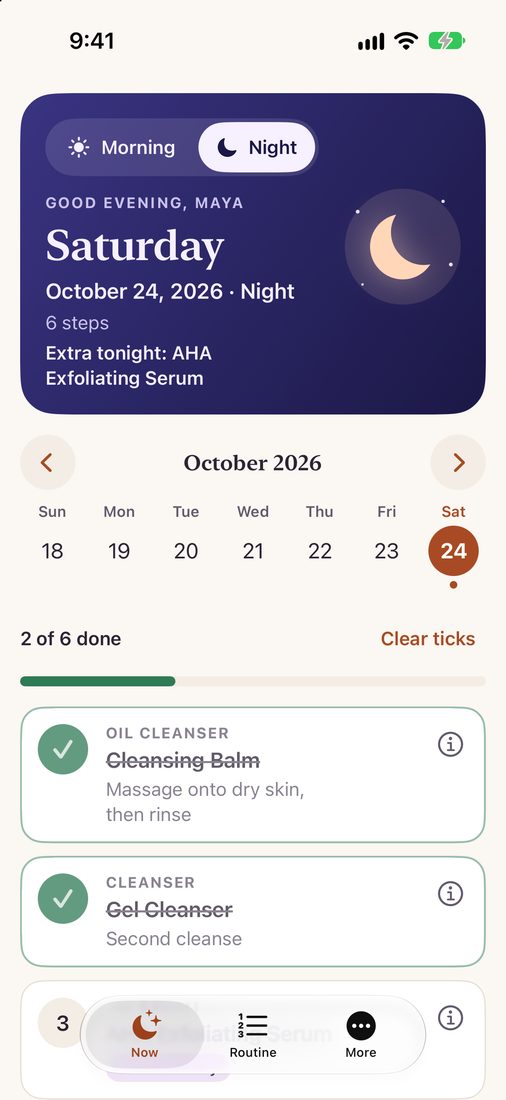 9:41
Morning
Night
GOOD EVENING, MAYA
Saturday
October 24, 2026 · Night
6 steps
Extra tonight: AHA
Exfoliating Serum
October 2026
Sun Mon Tue Wed Thu Fri Sat
18 19 20 21 22 23 24
2 of 6 done
Clear ticks
OIL CLEANSER
Cleansing Balm
Massage onto dry skin,
then rinse
CLEANSER
Gel Cleanser
Second cleanse
3
Serum
Now
Routine
More